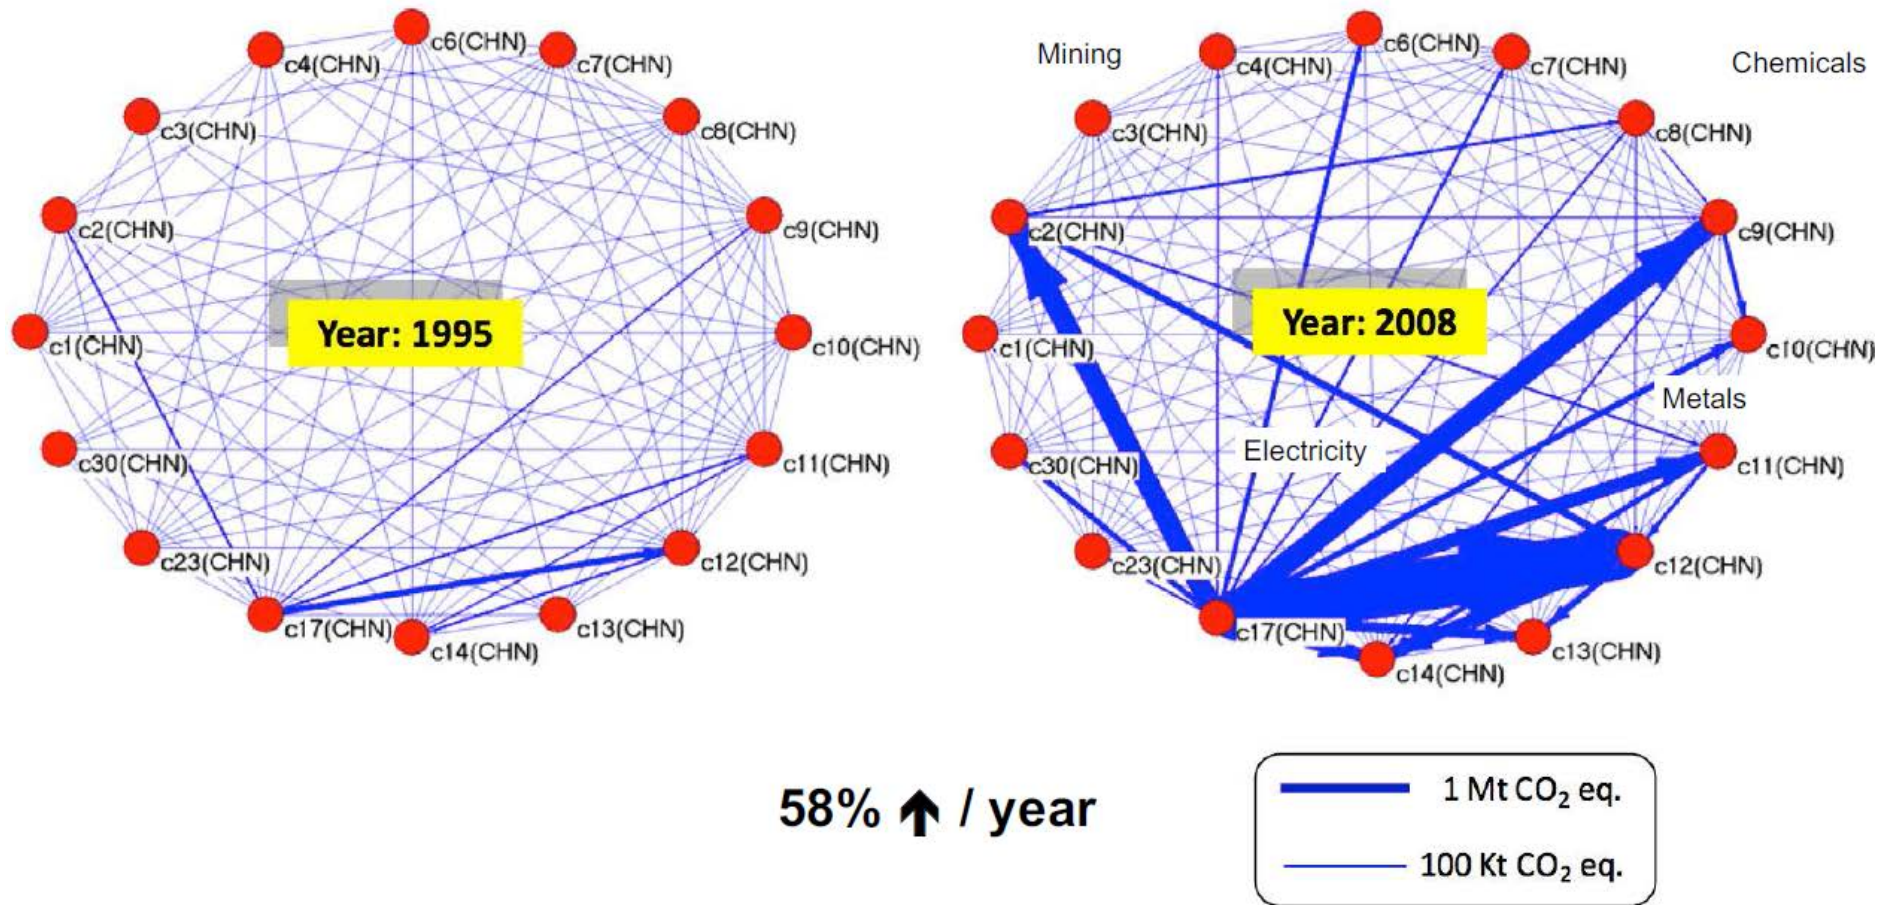 c6(CHN)
c4(CHN)
c7(CHN)
c3(CHN)
c8(CHN)
c2(CHN)
c9(CHN)
Year: 1995
c1(CHN)
c10(CHN)
c30(CHN)
c11(CHN)
c23(CHN)
c12(CHN)
c17(CHN)
c14(CHN)
c13(CHN)
Mining
c6(CHN)
Chemicals
c4(CHN)
c7(CHN)
c3(CHN)
c8(CHN)
c2(CHN)
c9(CHN)
Year: 2008
c1(CHN)
c10(CHN)
Metals
Electricity
c30(CHN)
c11(CHN)
c23(CHN)
c12(CHN)
c17(CHN)
c13(CHN)
c14(CHN)
58% ↑ / year
1 Mt CO₂ eq.
100 Kt CO₂ eq.